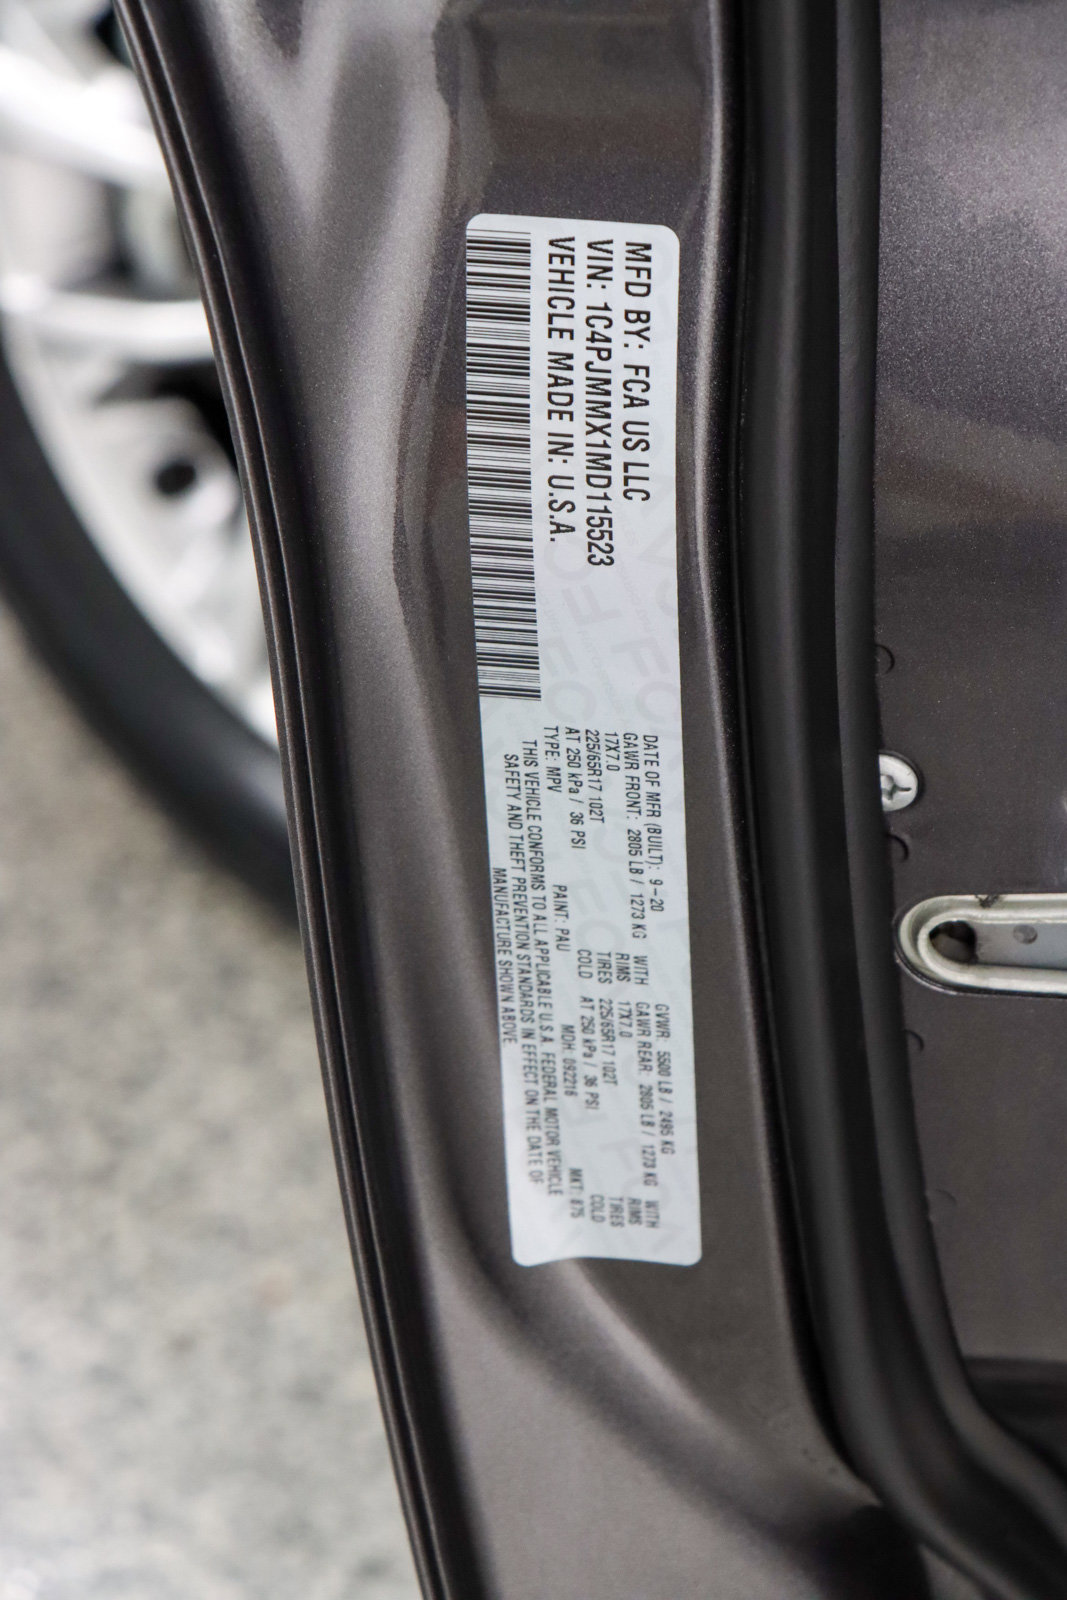 MFD BY: FCA US LLC
VIN: 1C4PJMMX1MD115523
VEHICLE MADE IN: U.S.A.
DATE OF MFR (BUILT): 9-20 GVWR: 5500 LB / 2495 KG
GAWR FRONT: 2805 LB / 1273 KG WITH GAWR REAR: 2805 LB / 1273 KG WITH
17X7.0 RIMS 17X7.0 RIMS
225/65R17 102T TIRES 225/65R17 102T TIRES
AT 250 kPa / 36 PSI COLD AT 250 kPa / 36 PSI COLD
TYPE: MPV PAINT: PAU MDH: 092216 MKT: 875
THIS VEHICLE CONFORMS TO ALL APPLICABLE U.S.A. FEDERAL MOTOR VEHICLE
SAFETY AND THEFT PREVENTION STANDARDS IN EFFECT ON THE DATE OF
MANUFACTURE SHOWN ABOVE.